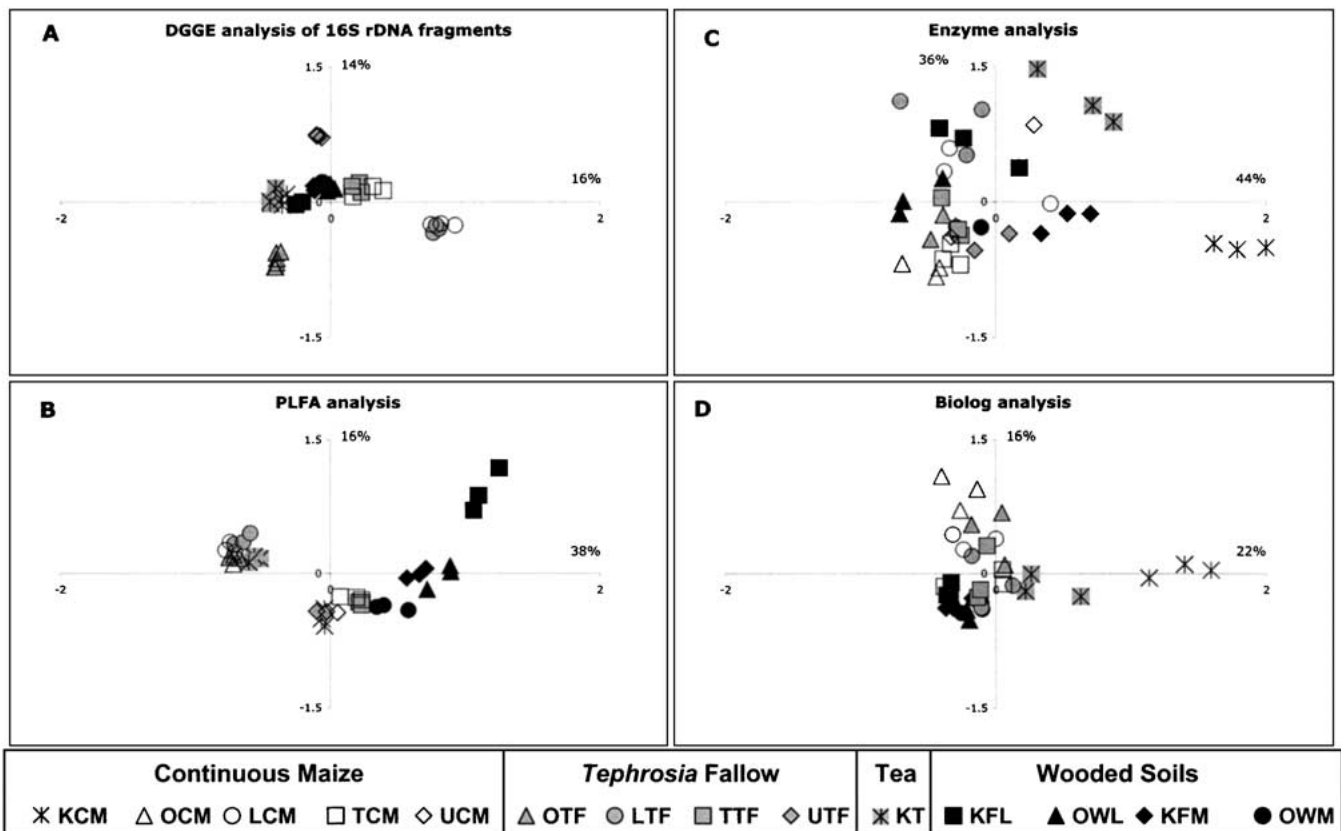 A
DGGE analysis of 16S rDNA fragments
1.5
14%
16%
-2
0
2
-1.5
C
Enzyme analysis
36%
1.5
44%
-2
0
2
-1.5
B
PLFA analysis
1.5
16%
38%
-2
0
2
-1.5
D
Biolog analysis
1.5
16%
22%
-2
0
2
-1.5
Continuous Maize
KCM OCM LCM TCM UCM
Tephrosia Fallow
OTF LTF TTF UTF
Tea
KT
Wooded Soils
KFL OWL KFM OWM